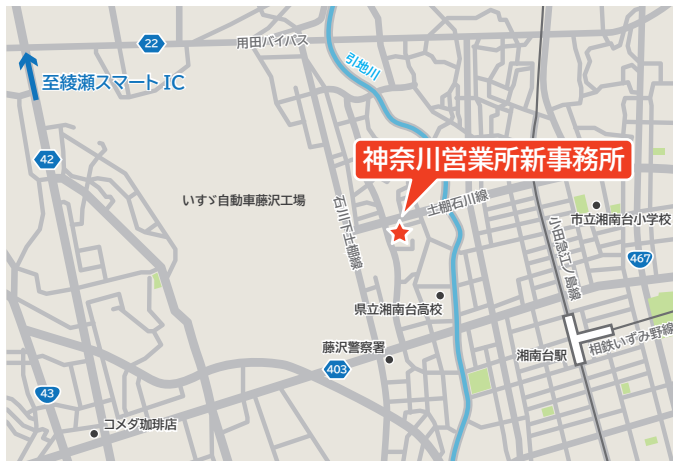 22
用田バイパス
引地川
至綾瀬スマートIC
神奈川営業所新事務所
42
いすゞ自動車藤沢工場
石川下土棚線
土棚石川線
市立湘南台小学校
小田急江ノ島線
467
県立湘南台高校
藤沢警察署
湘南台駅
相鉄いずみ野線
403
43
コメダ珈琲店